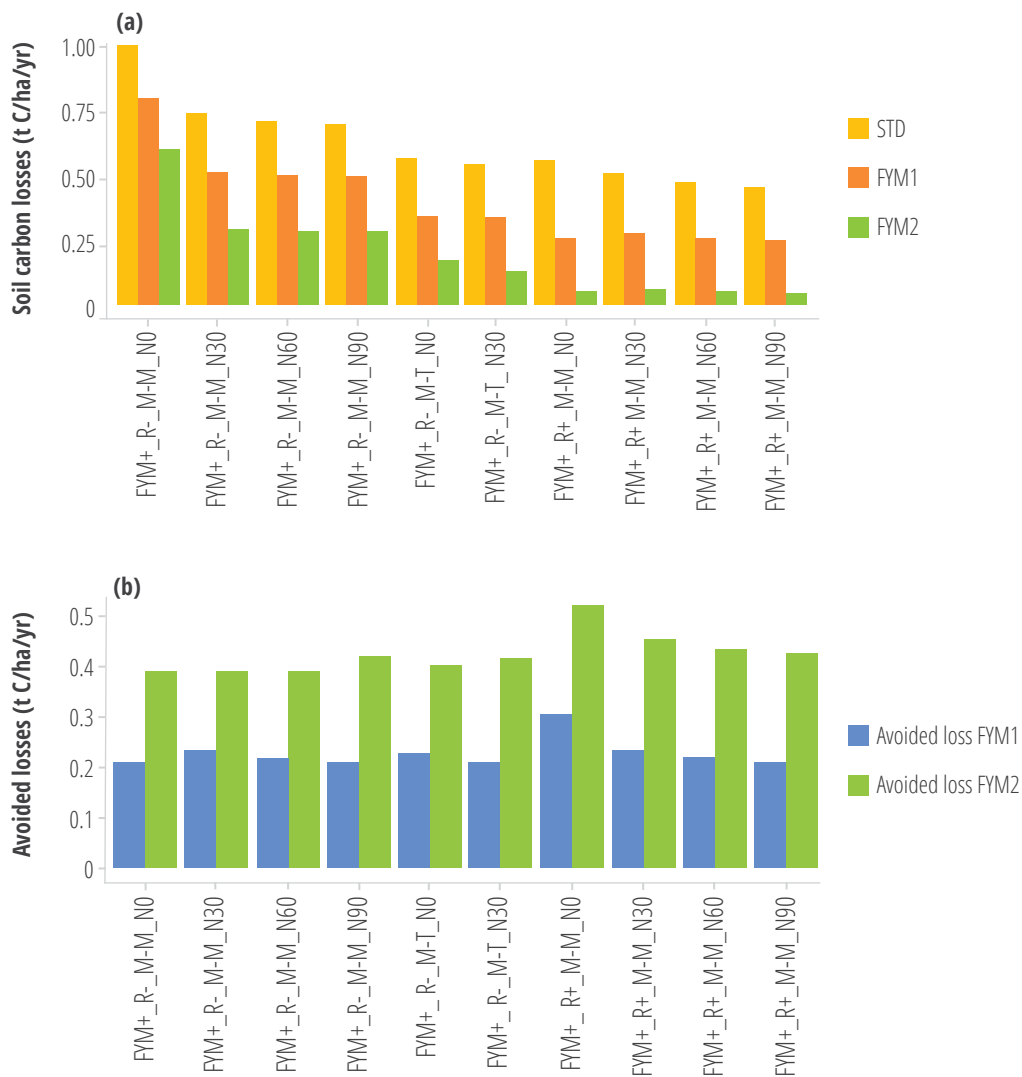 (a)
Soil carbon losses (t C/ha/yr)
1.00
0.75
0.50
0.25
0
FYM+_R-_M-M_N0
FYM+_R-_M-M_N30
FYM+_R-_M-M_N60
FYM+_R-_M-M_N90
FYM+_R-_M-T_N0
FYM+_R-_M-T_ N30
FYM+_R+_M-M_N0
FYM+_R+ M-M_N30
FYM+_R+_M-M_N60
FYM+_R+_M-M_N90
STD
FYM1
FYM2
(b)
Avoided losses (t C/ha/yr)
0.5
0.4
0.3
0.2
0.1
0
FYM+_R-_M-M_N0
FYM+_R-_M-M_N30
FYM+_R-_M-M_N60
FYM+_R-_M-M_N90
FYM+_R-_M-T_N0
FYM+_ R-_M-T_N30
FYM+_ R+_M-M_N0
FYM+_R+_M-M_N30
FYM+_R+_M-M_N60
FYM+_R+_M-M_N90
Avoided loss FYM1
Avoided loss FYM2